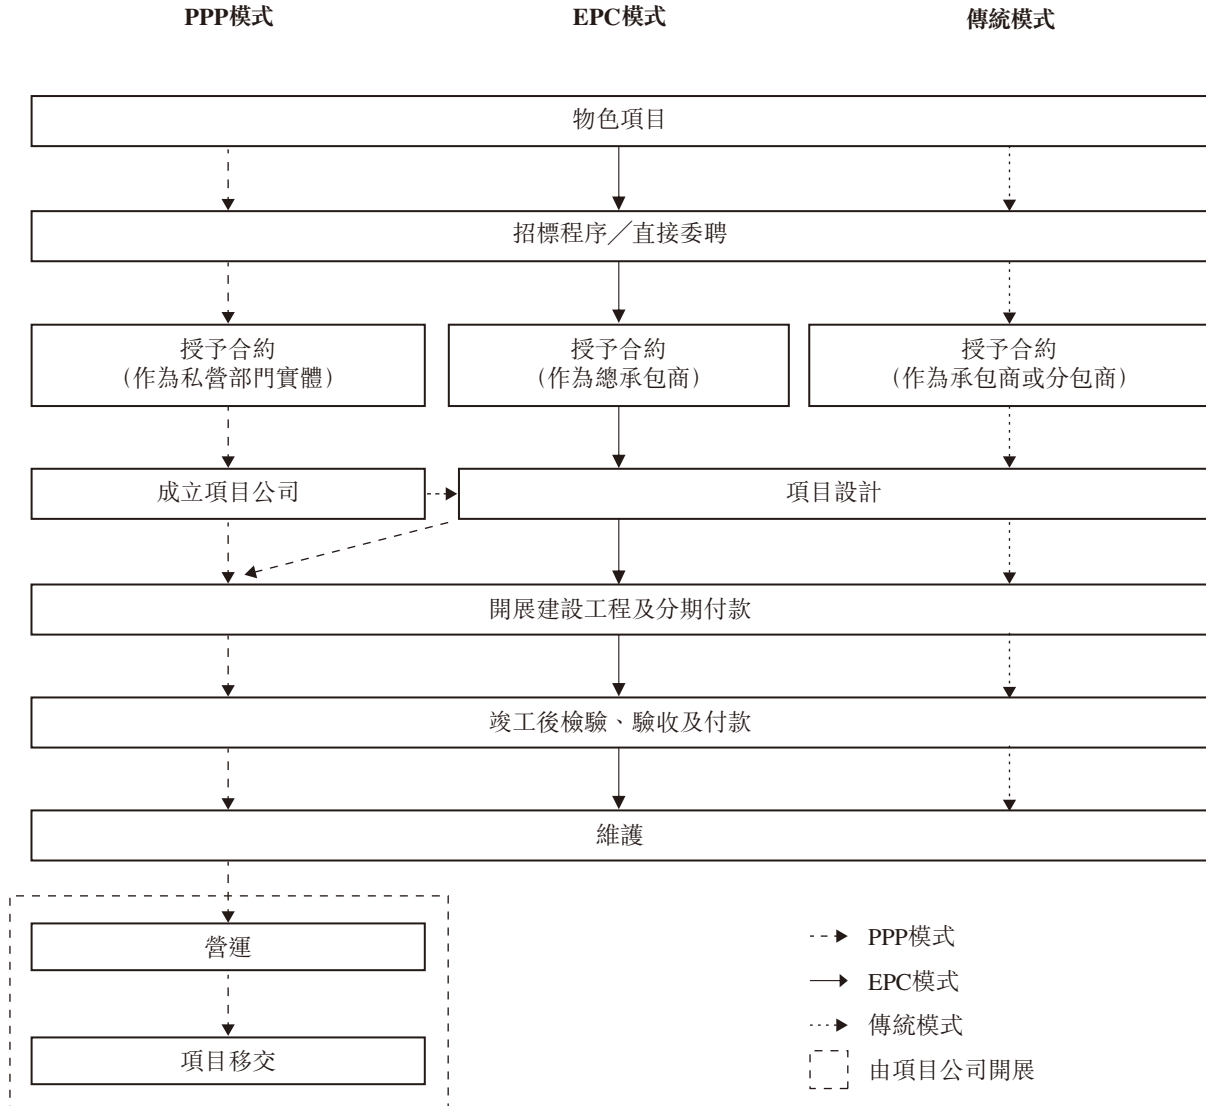 PPP模式
EPC模式
傳統模式
物色項目
招標程序╱直接委聘
授予合約
(作為私營部門實體)
授予合約
(作為總承包商)
授予合約
(作為承包商或分包商)
成立項目公司
項目設計
開展建設工程及分期付款
竣工後檢驗、驗收及付款
維護
營運
項目移交
PPP模式
EPC模式
傳統模式
由項目公司開展